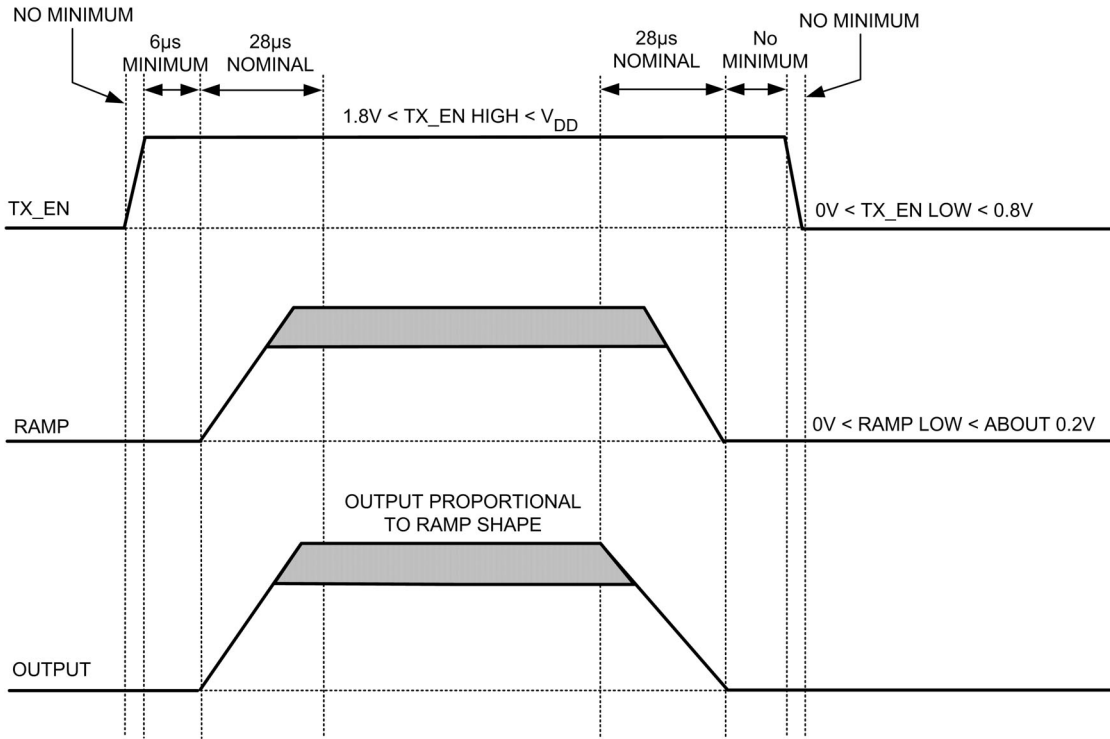 NO MINIMUM
6µs
MINIMUM
28µs
NOMINAL
28µs
NOMINAL
No
MINIMUM
NO MINIMUM
1.8V < TX_EN HIGH < VDD
TX_EN
0V < TX_EN LOW < 0.8V
RAMP
0V < RAMP LOW < ABOUT 0.2V
OUTPUT PROPORTIONAL
TO RAMP SHAPE
OUTPUT